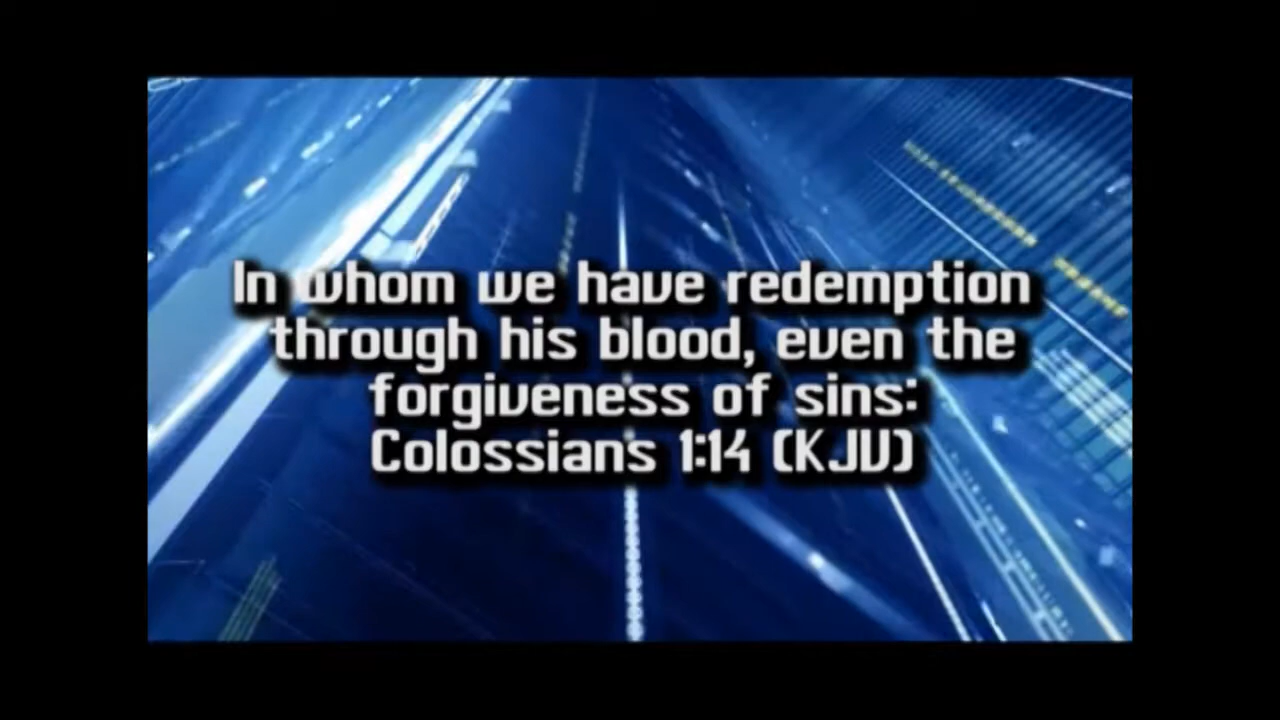 In whom we have redemption
through his blood, even the
forgiveness of sins:
Colossians 1:14 (KJV)